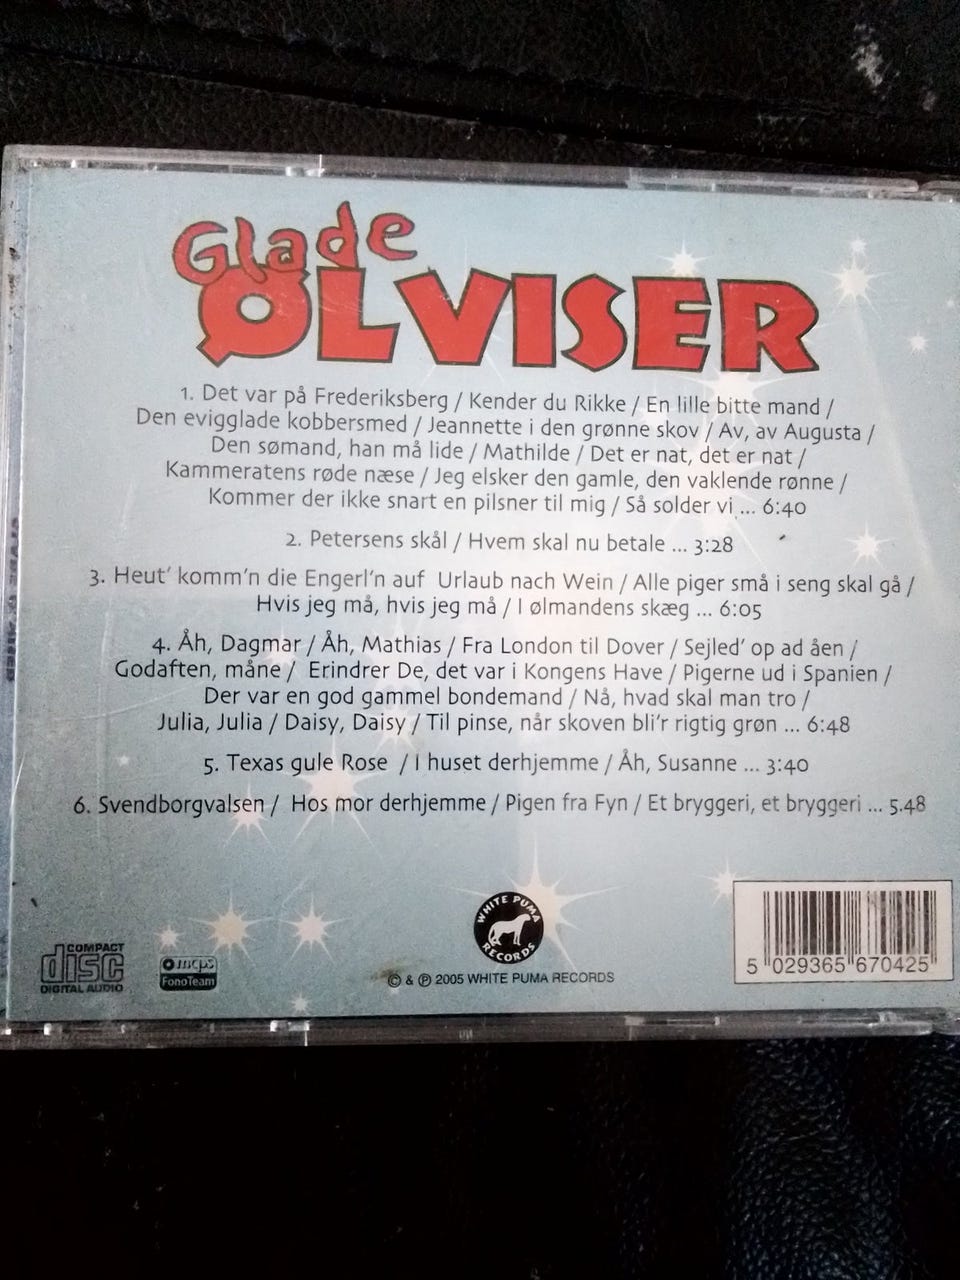 Glade
ØLVISER
1. Det var på Frederiksberg / Kender du Rikke / En lille bitte mand /
Den evigglade kobbersmed / Jeannette i den grønne skov / Av, av Augusta /
Den sømand, han må lide / Mathilde / Det er nat, det er nat /
Kammeratens røde næse / Jeg elsker den gamle, den vaklende rønne /
Kommer der ikke snart en pilsner til mig / Så solder vi ... 6:40
2. Petersens skål / Hvem skal nu betale ... 3:28
3. Heut' komm'n die Engerl'n auf Urlaub nach Wein / Alle piger små i seng skal gå /
Hvis jeg må, hvis jeg må / I ølmandens skæg ... 6:05
4. Åh, Dagmar / Åh, Mathias / Fra London til Dover / Sejled' op ad åen /
Godaften, måne / Erindrer De, det var i Kongens Have / Pigerne ud i Spanien /
Der var en god gammel bondemand / Nå, hvad skal man tro /
Julia, Julia / Daisy, Daisy / Til pinse, når skoven bli'r rigtig grøn ... 6:48
5. Texas gule Rose / I huset derhjemme / Åh, Susanne ... 3:40
6. Svendborgvalsen / Hos mor derhjemme / Pigen fra Fyn / Et bryggeri, et bryggeri ... 5.48
WHITE PUMA
RECORDS
COMPACT
disc
DIGITAL AUDIO
mcps
FonoTeam
© & ℗ 2005 WHITE PUMA RECORDS
5 029365 670425